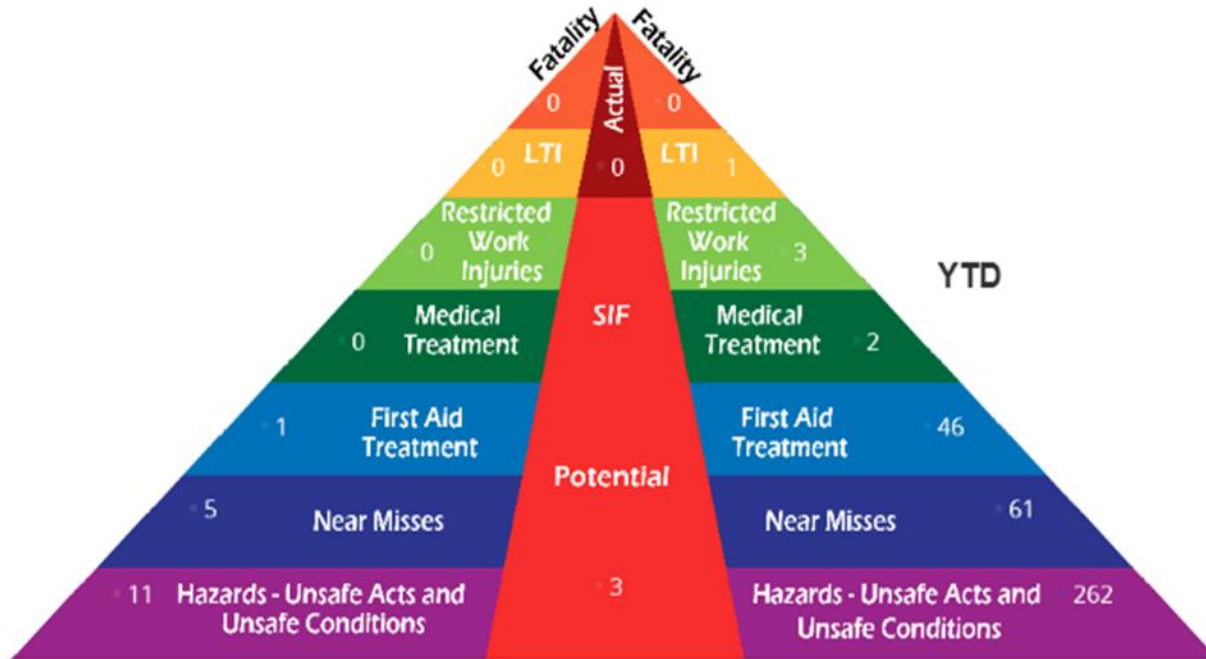 Fatality
Fatality
0
Actual
0
0
LTI
0
LTI
1
Restricted
Work
Injuries
0
Restricted
Work
Injuries
3
YTD
0
Medical
Treatment
SIF
Medical
Treatment
2
1
First Aid
Treatment
First Aid
Treatment
46
Potential
5
Near Misses
Near Misses
61
11
Hazards - Unsafe Acts and
Unsafe Conditions
3
Hazards - Unsafe Acts and
Unsafe Conditions
262